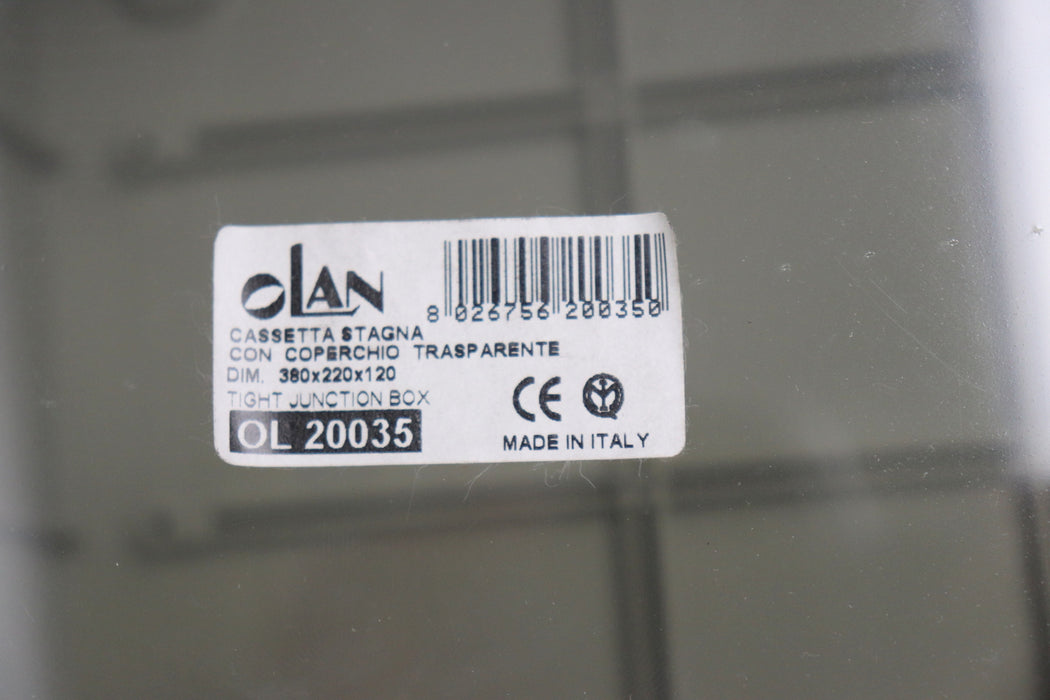 OLAN
8 026756 200350
CASSETTA STAGNA
CON COPERCHIO TRASPARENTE
DIM. 380x220x120
TIGHT JUNCTION BOX
CE
OL 20035
MADE IN ITALY